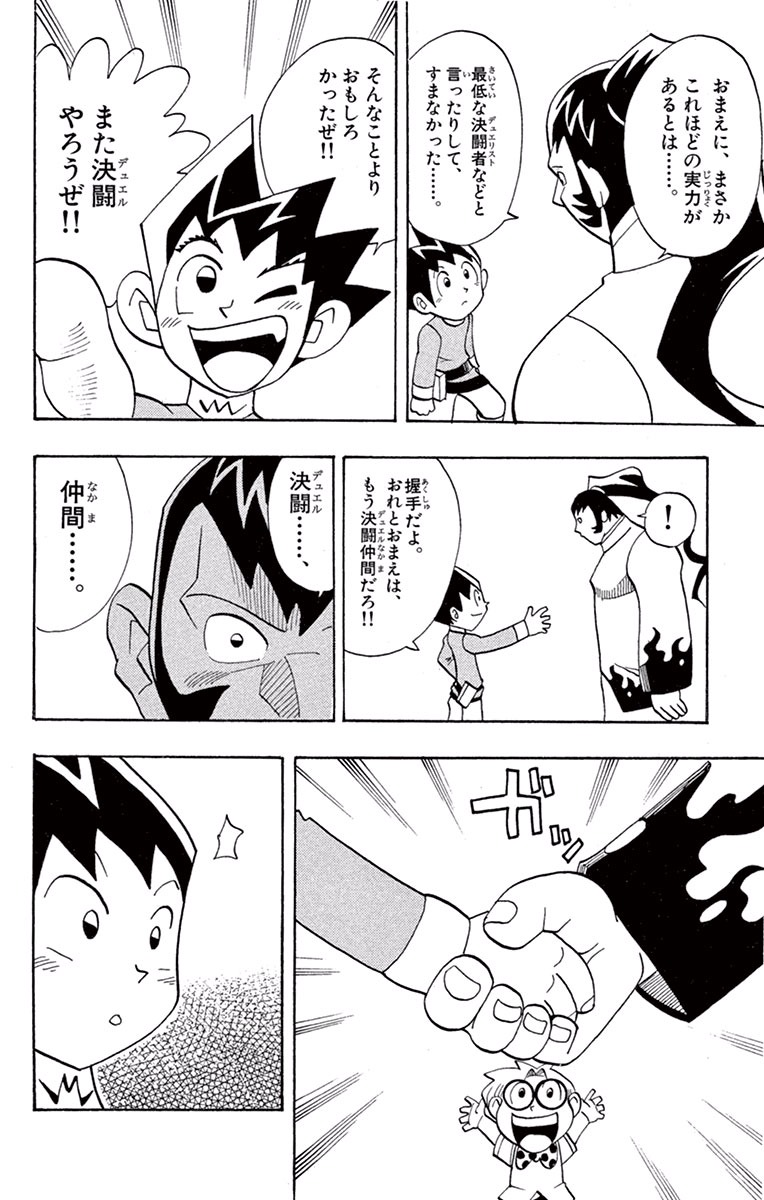 おまえに、まさか
これほどの実力が
あるとは……。
最低な決闘者などと
言ったりして、
すまなかった……。
そんなことより
おもしろ
かったぜ!!
また決闘
やろうぜ!!
!
握手だよ。
おれとおまえは、
もう決闘仲間だろ!!
決闘……、
仲間……。
ガッ